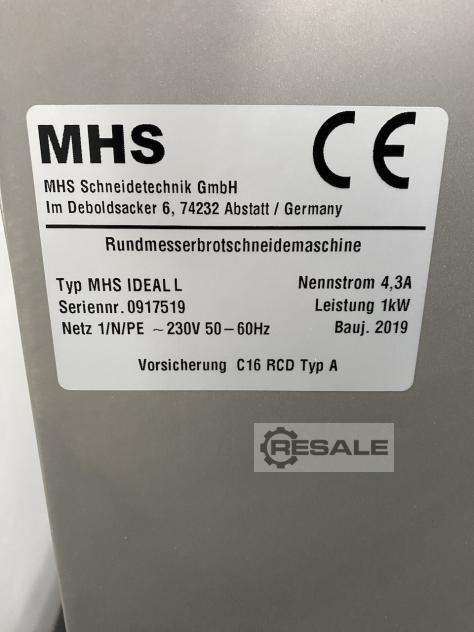 MHS CE
MHS Schneidetechnik GmbH
Im Deboldsacker 6, 74232 Abstatt / Germany
Rundmesserbrotschneidemaschine
Typ MHS IDEAL L Nennstrom 4,3A
Seriennr. 0917519 Leistung 1kW
Netz 1/N/PE ~230V 50–60Hz Bauj. 2019
Vorsicherung C16 RCD Typ A
RESALE